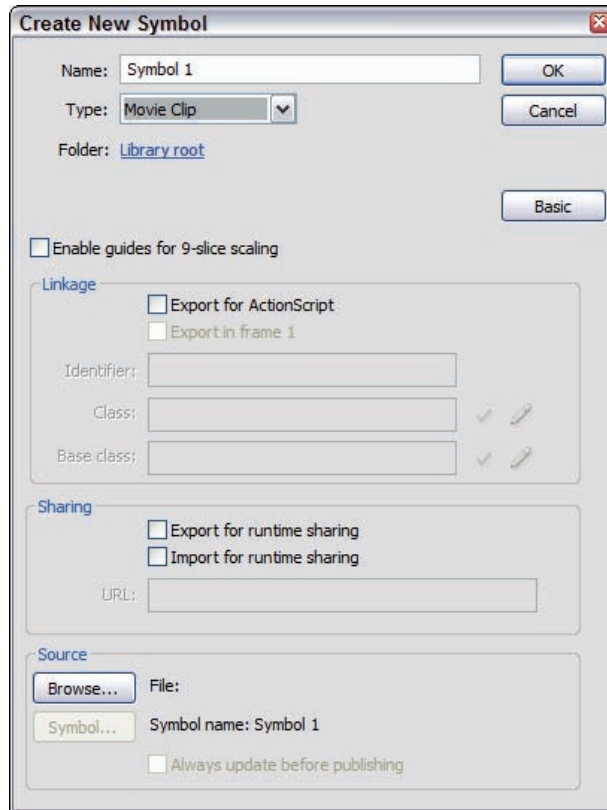 Create New Symbol
Name: Symbol 1
OK
Type: Movie Clip
Cancel
Folder: Library root
Basic
Enable guides for 9-slice scaling
Linkage
Export for ActionScript
Export in frame 1
Identifier:
Class:
Base class:
Sharing
Export for runtime sharing
Import for runtime sharing
URL:
Source
Browse... File:
Symbol... Symbol name: Symbol 1
Always update before publishing